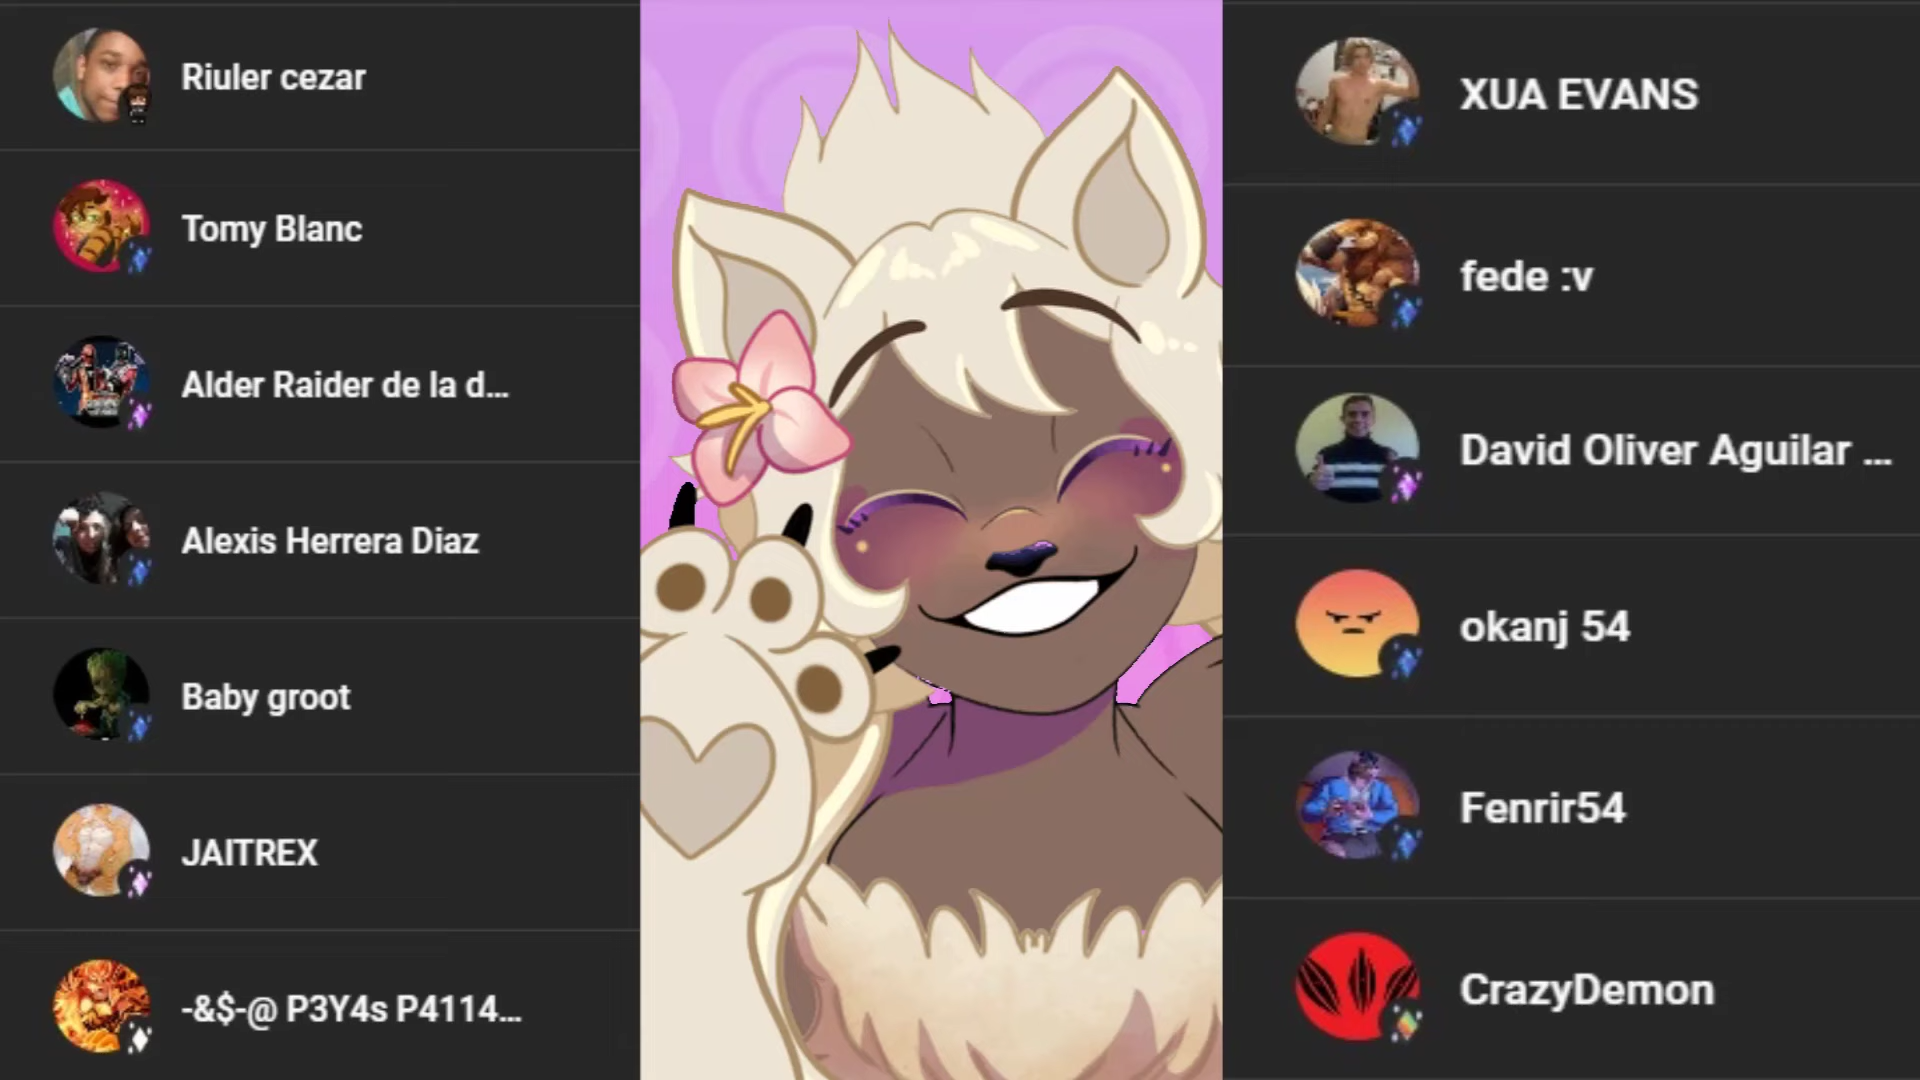 Riuler cezar
Tomy Blanc
Alder Raider de la d...
Alexis Herrera Diaz
Baby groot
JAITREX
-&$-@ P3Y4s P4114...
XUA EVANS
fede :v
David Oliver Aguilar ...
okanj 54
Fenrir54
CrazyDemon